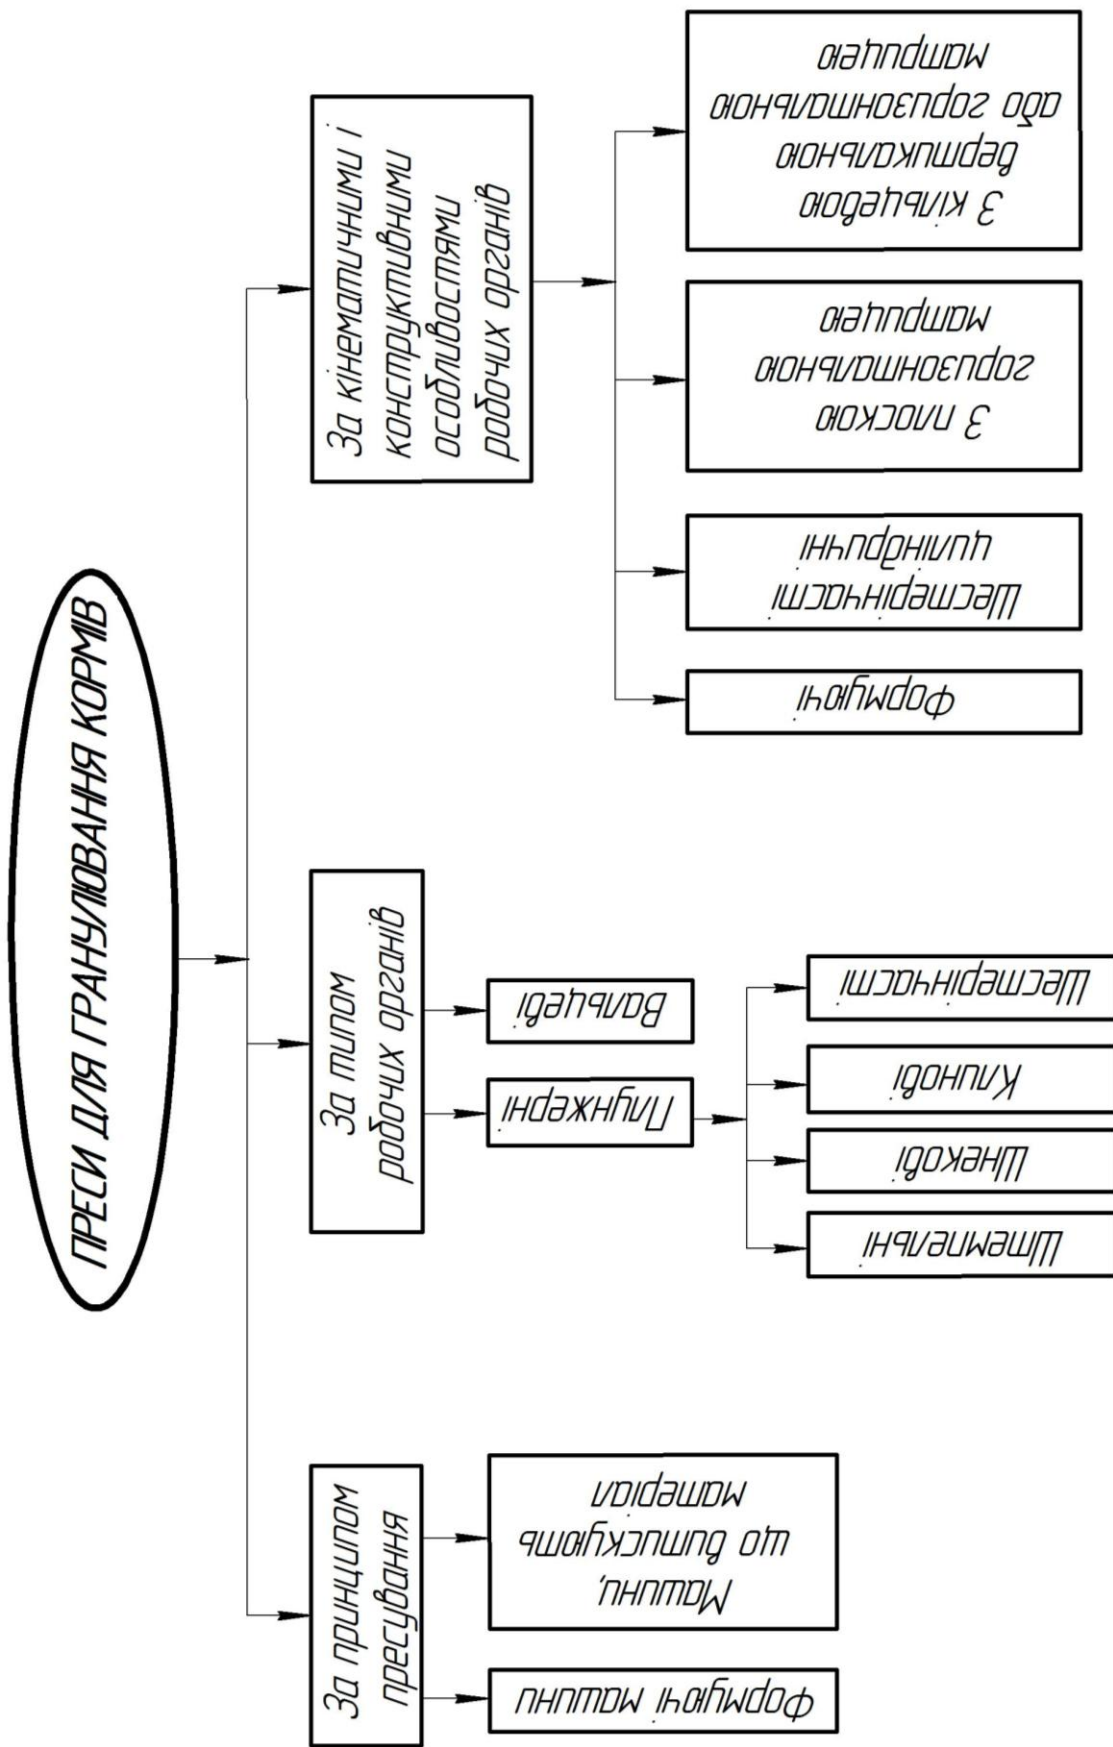 ПРЕСИ ДЛЯ ГРАНУЛЮВАННЯ КОРМІВ
За принципом
пресування
Формуючі машини
Машини,
що витискують
матеріал
За типом
робочих органів
Плунжерні
Вальцеві
Штемпельні
Шнекові
Клинові
Шестерінчасті
За кінематичними і
конструктивними
особливостями
робочих органів
Формуючі
Шестерінчасті
циліндричні
З плоскою
горизонтальною
матрицею
З кільцевою
вертикальною
або горизонтальною
матрицею